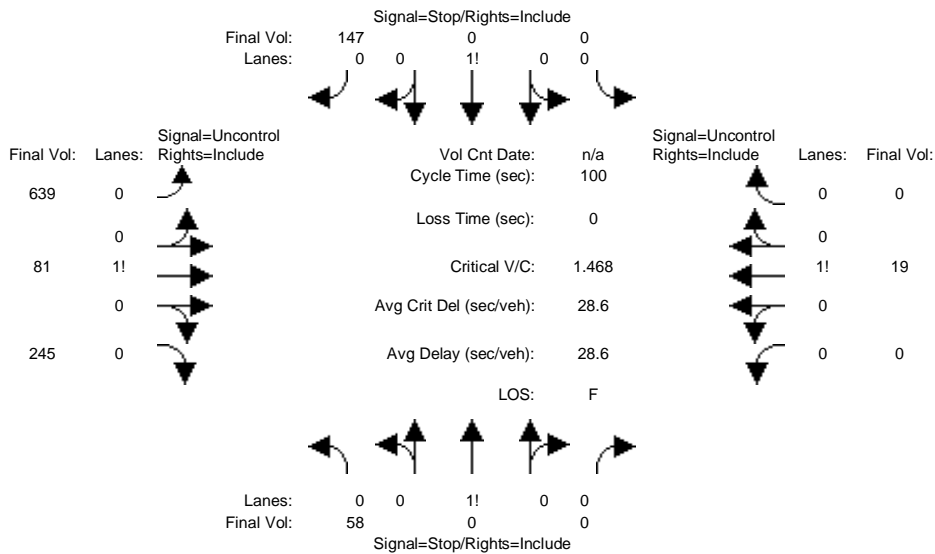 Signal=Stop/Rights=Include
Final Vol: 147 0 0
Lanes: 0 0 1! 0 0
Signal=Uncontrol
Final Vol: Lanes: Rights=Include
Vol Cnt Date: n/a
Signal=Uncontrol
Rights=Include Lanes: Final Vol:
Cycle Time (sec): 100
639 0
0 0
Loss Time (sec): 0
0
0
81 1!
Critical V/C: 1.468
1! 19
0
Avg Crit Del (sec/veh): 28.6
0
245 0
Avg Delay (sec/veh): 28.6
0 0
LOS: F
Lanes: 0 0 1! 0 0
Final Vol: 58 0 0
Signal=Stop/Rights=Include